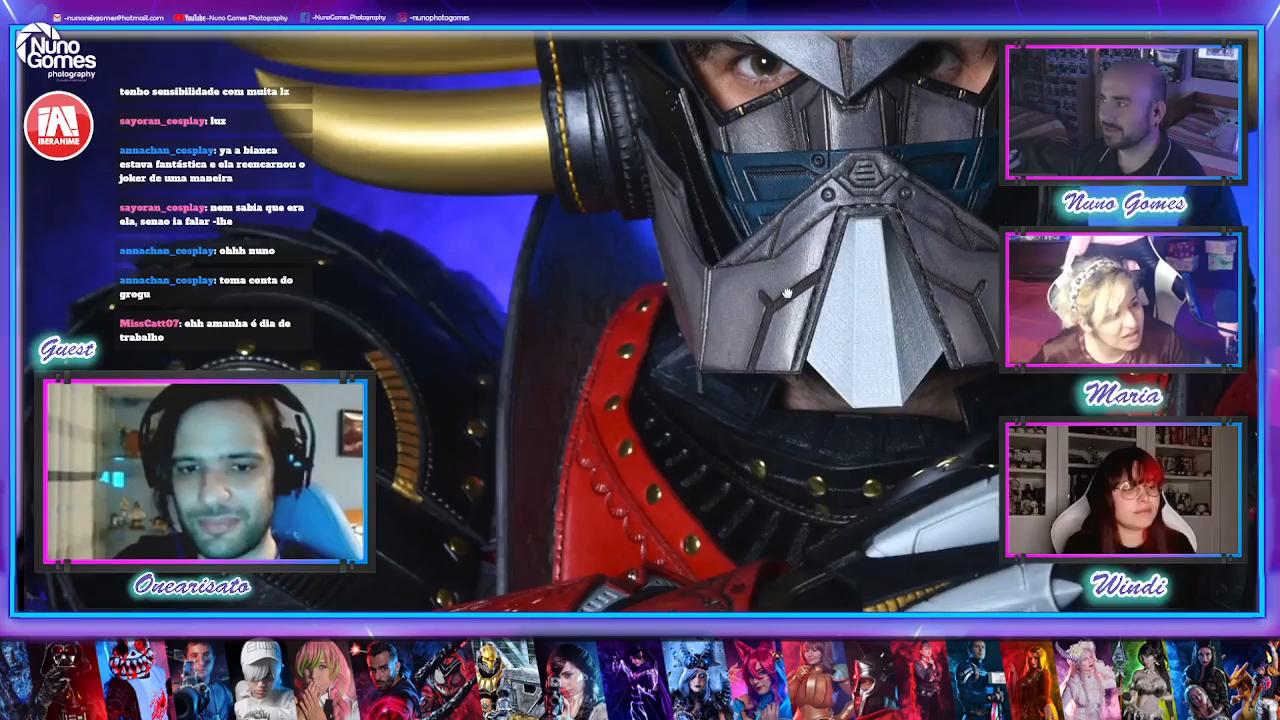 -nunoreisgomes@hotmail.com
YouTube -Nuno Gomes Photography
-NunoGomes.Photography
-nunophotogomes
Nuno
Gomes
photography
IA!
IBERANIME
tenho sensibilidade com muita lz
sayoran_cosplay: luz
annachan_cosplay: ya a bianca
estava fantástica e ela reencarnou o
joker de uma maneira
sayoran_cosplay: nem sabia que era
ela, senao ia falar -lhe
annachan_cosplay: ohhh nuno
annachan_cosplay: toma conta do
grogu
MissCatt07: ohh amanha é dia de
trabalho
Guest
Onearisato
Nuno Gomes
Maria
Windi